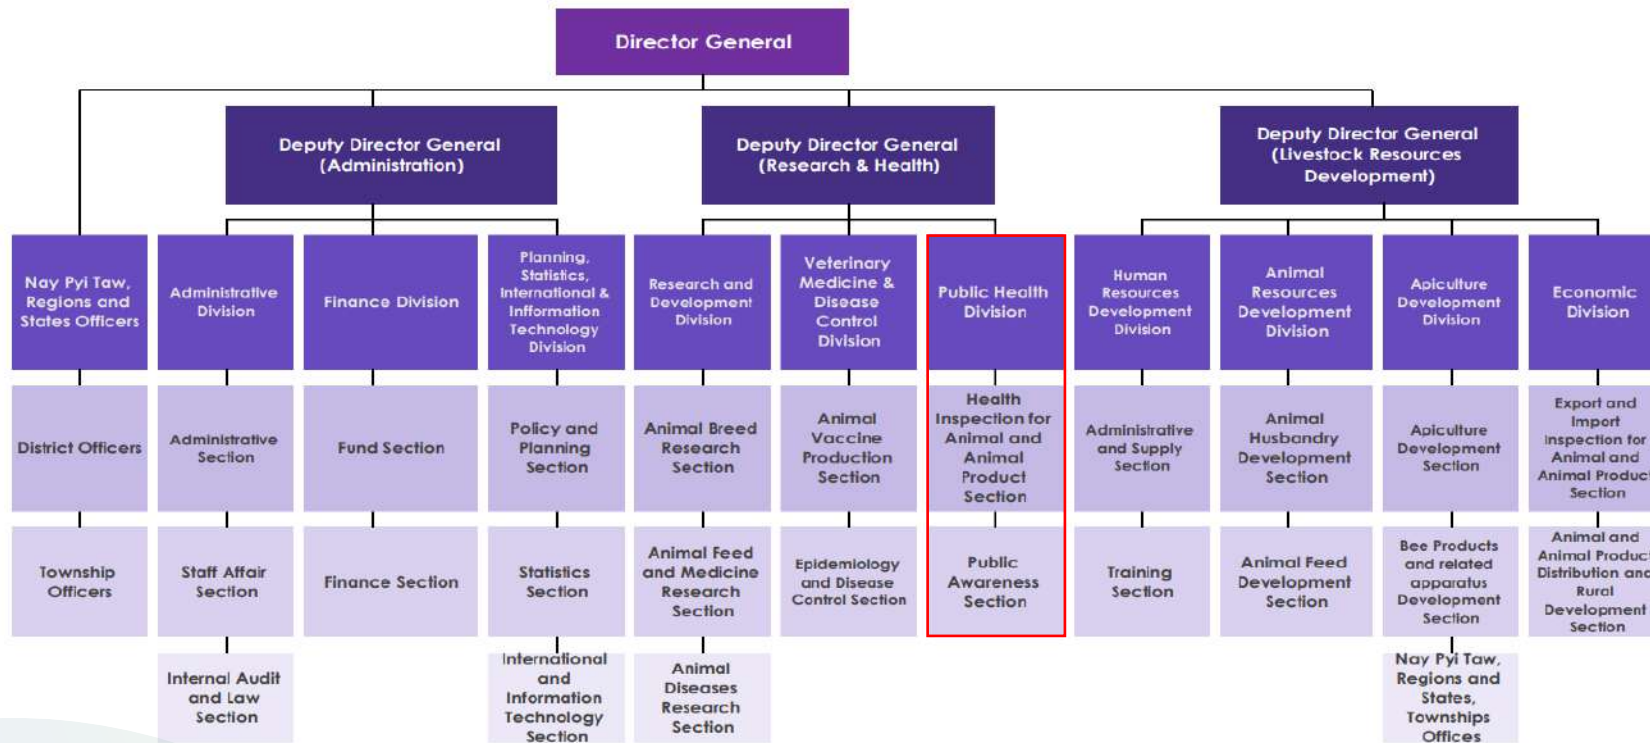 Director General
Deputy Director General
(Administration)
Deputy Director General
(Research & Health)
Deputy Director General
(Livestock Resources
Development)
Nay Pyi Taw,
Regions and
States Officers
Administrative
Division
Finance Division
Planning,
Statistics,
International &
Infformation
Technology
Division
Research and
Development
Division
Veterinary
Medicine &
Disease
Control
Division
Public Health
Division
Human
Resources
Development
Division
Animal
Resources
Development
Division
Apiculture
Development
Division
Economic
Division
District Officers
Administrative
Section
Fund Section
Policy and
Planning
Section
Animal Breed
Research
Section
Animal
Vaccine
Production
Section
Health
Inspection for
Animal and
Animal
Product
Section
Administrative
and Supply
Section
Animal
Husbandry
Development
Section
Apiculture
Development
Section
Export and
Import
Inspection for
Animal and
Animal Product
Section
Township
Officers
Staff Affair
Section
Finance Section
Statistics
Section
Animal Feed
and Medicine
Research
Section
Epidemiology
and Disease
Control Section
Public
Awareness
Section
Training
Section
Animal Feed
Development
Section
Bee Products
and related
apparatus
Development
Section
Animal and
Animal Product
Distribution and
Rural
Development
Section
Internal Audit
and Law
Section
International
and
Information
Technology
Section
Animal
Diseases
Research
Section
Nay Pyi Taw,
Regions and
States,
Townships
Offices